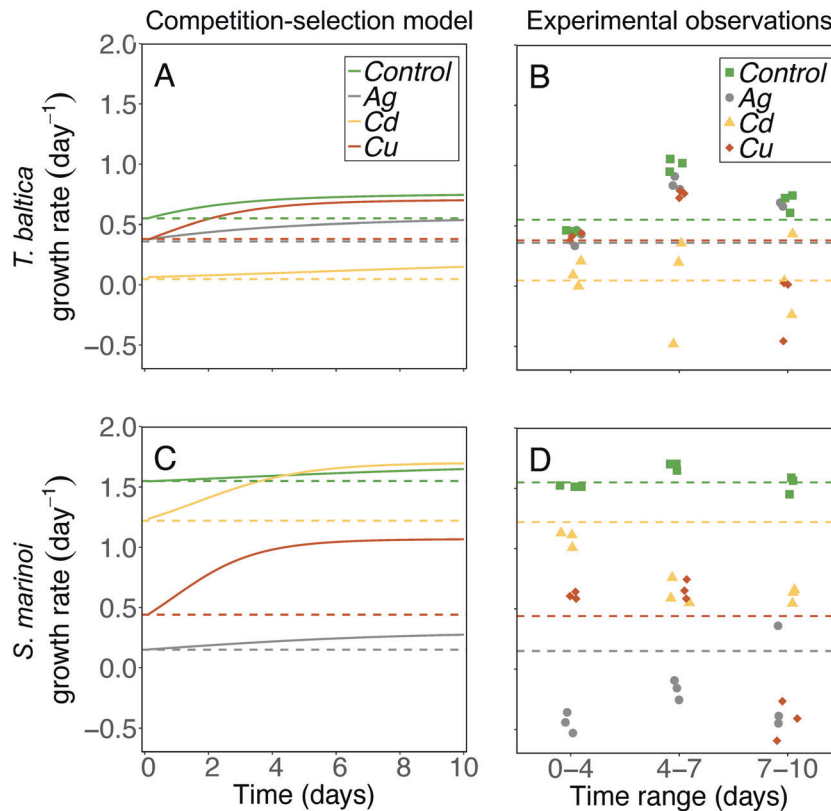 Competition-selection model
Experimental observations
T. baltica
growth rate (day⁻¹)
2.0
1.5
1.0
0.5
0.0
−0.5
A
Control
Ag
Cd
Cu
B
Control
Ag
Cd
Cu
S. marinoi
growth rate (day⁻¹)
2.0
1.5
1.0
0.5
0.0
−0.5
C
D
0 2 4 6 8 10
Time (days)
0−4 4−7 7−10
Time range (days)